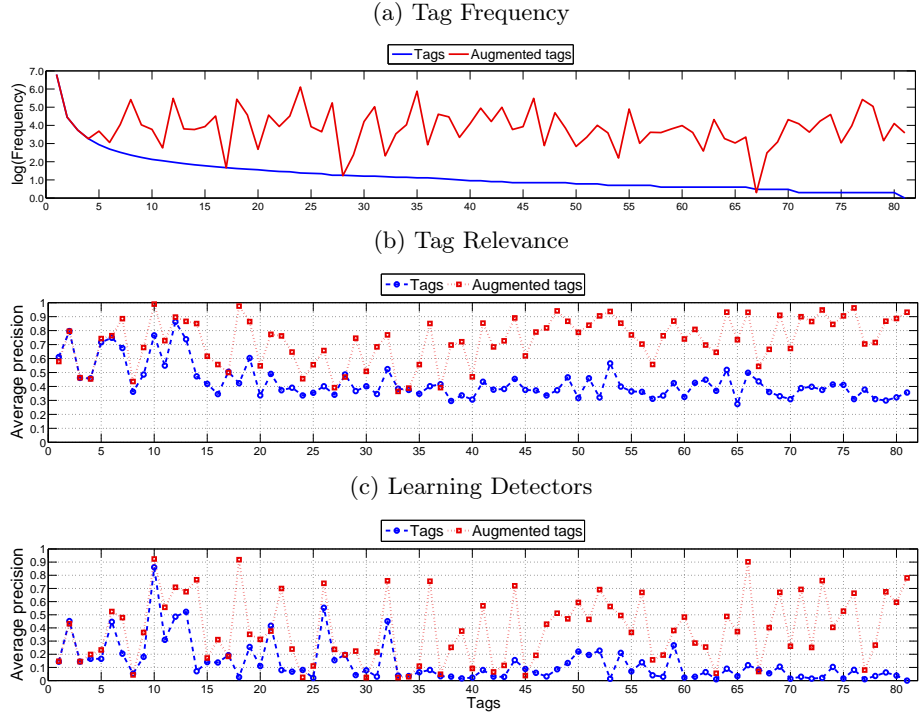 (a) Tag Frequency
Tags Augmented tags
log(Frequency)
7.0
6.0
5.0
4.0
3.0
2.0
1.0
0.0
0 5 10 15 20 25 30 35 40 45 50 55 60 65 70 75 80
(b) Tag Relevance
Tags Augmented tags
Average precision
1
0.9
0.8
0.7
0.6
0.5
0.4
0.3
0.2
0.1
0
0 5 10 15 20 25 30 35 40 45 50 55 60 65 70 75 80
(c) Learning Detectors
Tags Augmented tags
Average precision
1
0.9
0.8
0.7
0.6
0.5
0.4
0.3
0.2
0.1
0
0 5 10 15 20 25 30 35 40 45 50 55 60 65 70 75 80
Tags